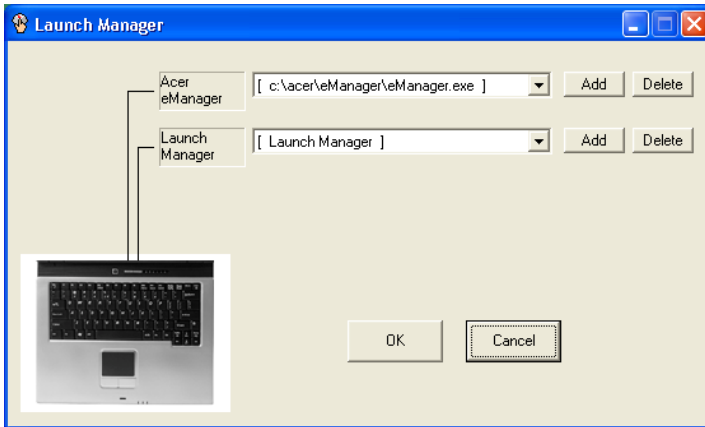 Launch Manager
Acer
eManager
[ c:\acer\eManager\eManager.exe ]
Add
Delete
Launch
Manager
[ Launch Manager ]
Add
Delete
OK
Cancel